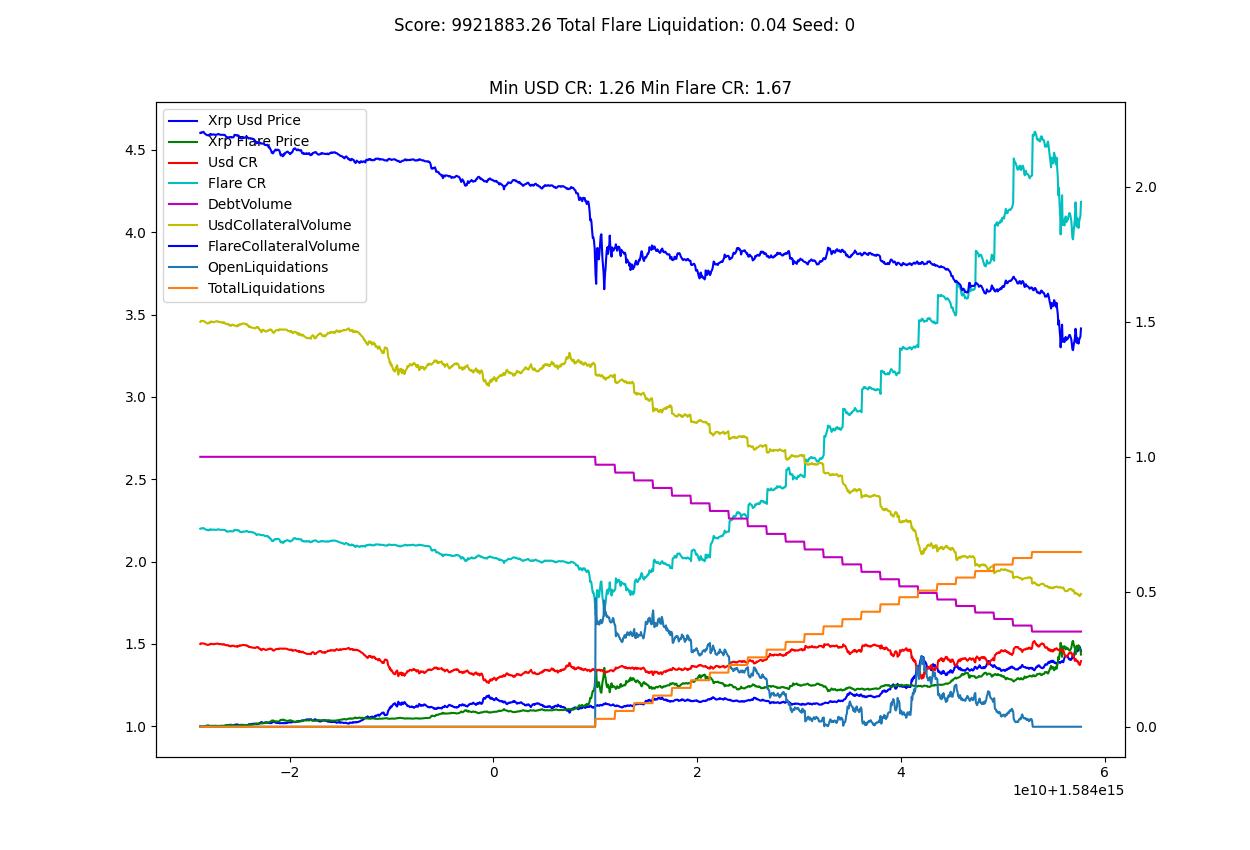 Score: 9921883.26 Total Flare Liquidation: 0.04 Seed: 0
Min USD CR: 1.26 Min Flare CR: 1.67
Xrp Usd Price
Xrp Flare Price
Usd CR
Flare CR
DebtVolume
UsdCollateralVolume
FlareCollateralVolume
OpenLiquidations
TotalLiquidations
4.5
4.0
3.5
3.0
2.5
2.0
1.5
1.0
2.0
1.5
1.0
0.5
0.0
−2
0
2
4
6
1e10+1.584e15